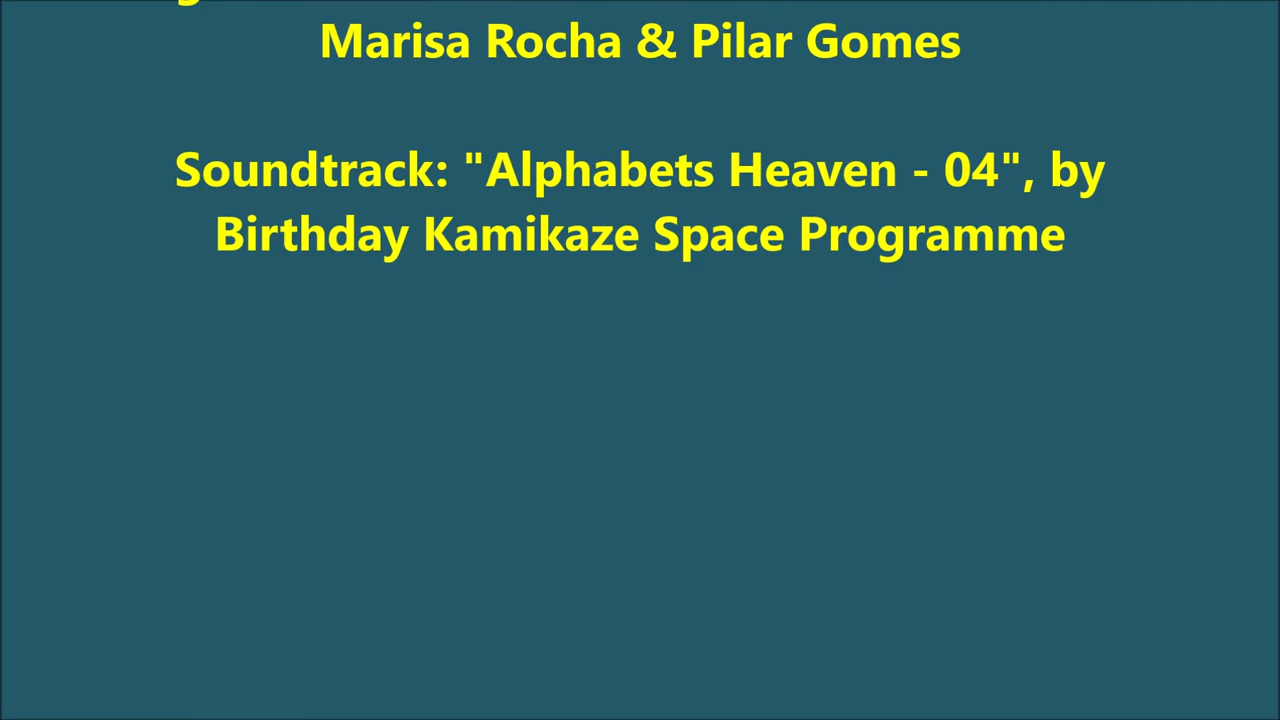 Marisa Rocha & Pilar Gomes
Soundtrack: "Alphabets Heaven - 04", by
Birthday Kamikaze Space Programme